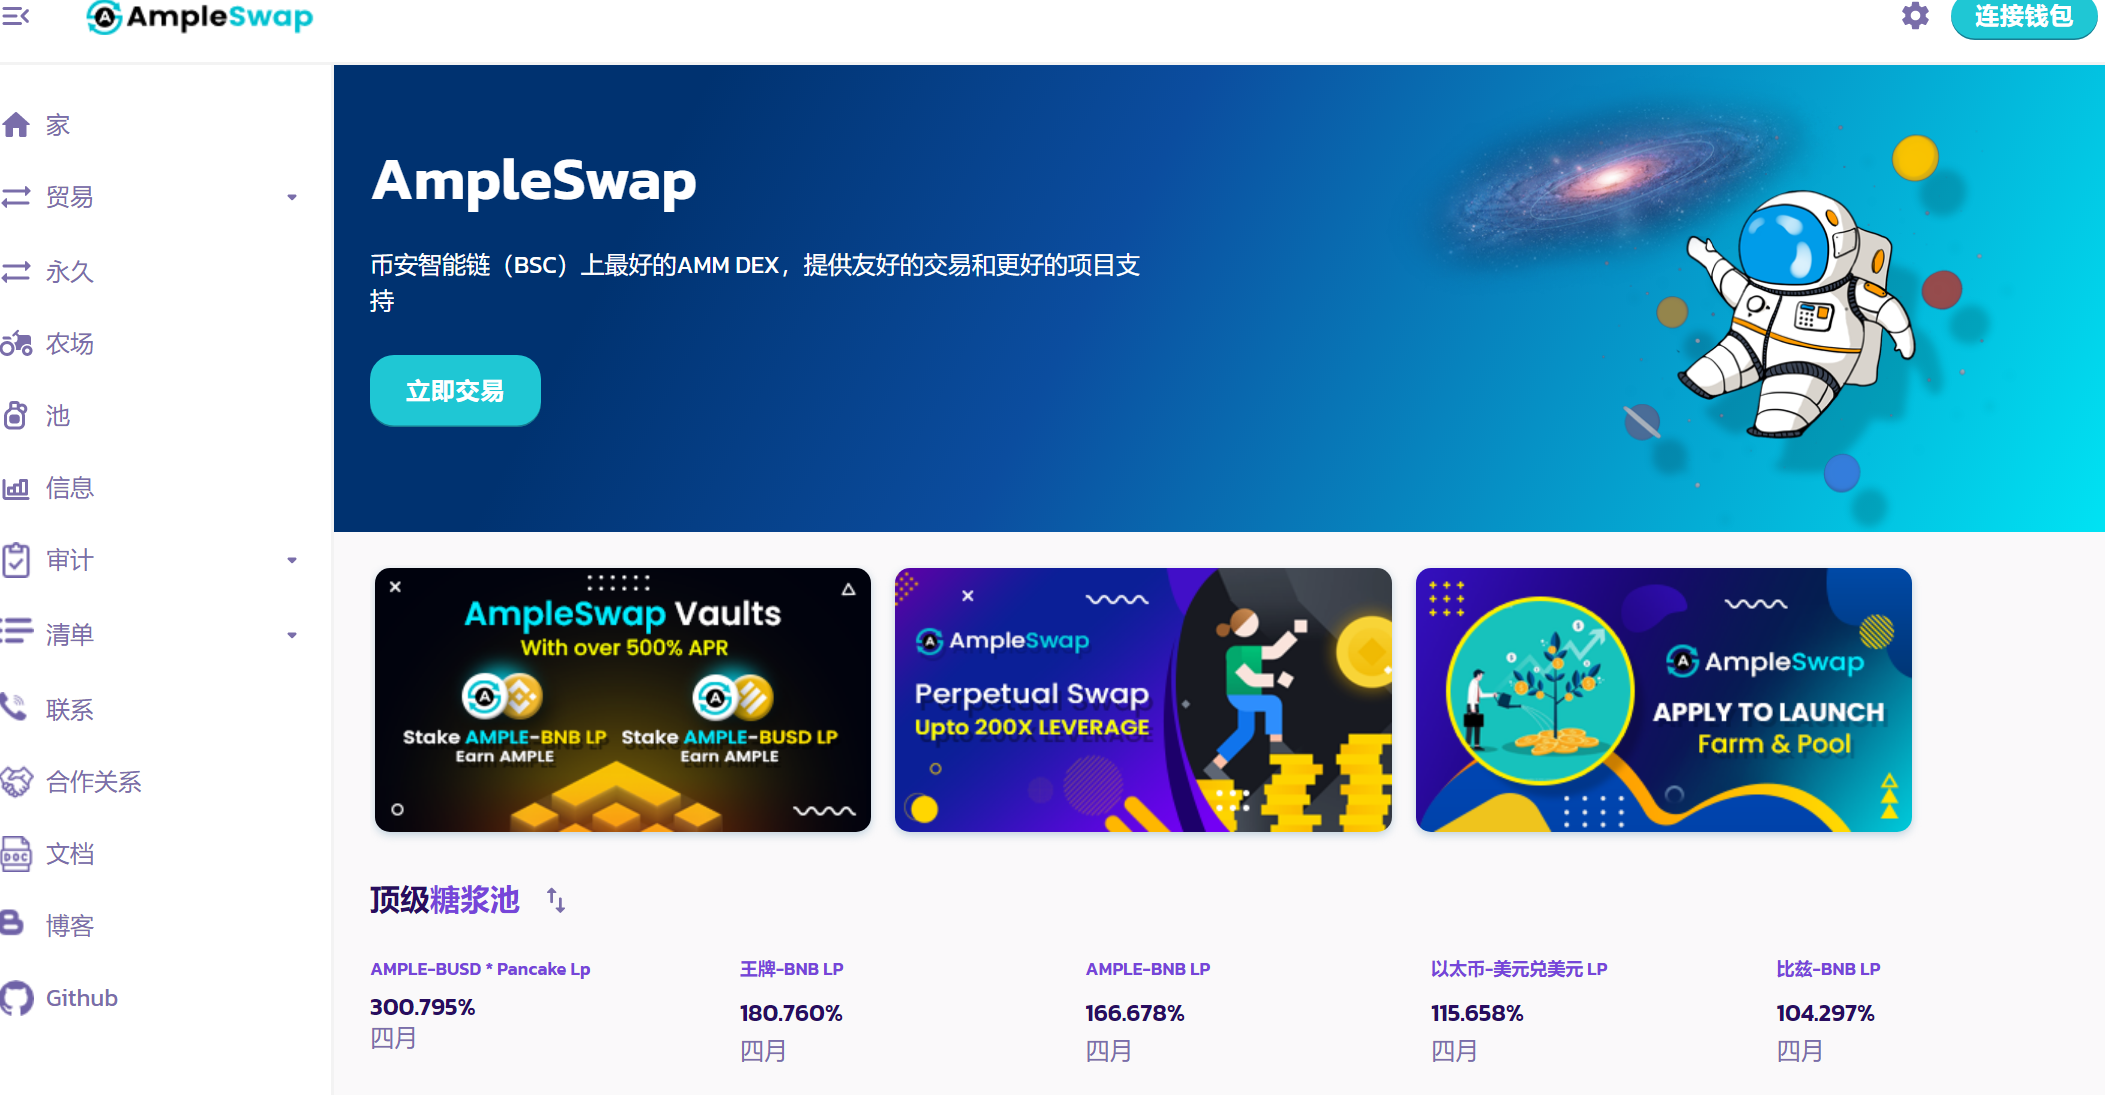 AmpleSwap
连接钱包
家
贸易
永久
农场
池
信息
审计
清单
联系
合作关系
文档
博客
Github
AmpleSwap
币安智能链（BSC）上最好的AMM DEX，提供友好的交易和更好的项目支
持
立即交易
AmpleSwap Vaults
With over 500% APR
Stake AMPLE-BNB LP
Earn AMPLE
Stake AMPLE-BUSD LP
Earn AMPLE
AmpleSwap
Perpetual Swap
Upto 200X LEVERAGE
AmpleSwap
APPLY TO LAUNCH
Farm & Pool
顶级糖浆池
AMPLE-BUSD * Pancake Lp
300.795%
四月
王牌-BNB LP
180.760%
四月
AMPLE-BNB LP
166.678%
四月
以太币-美元兑美元 LP
115.658%
四月
比兹-BNB LP
104.297%
四月